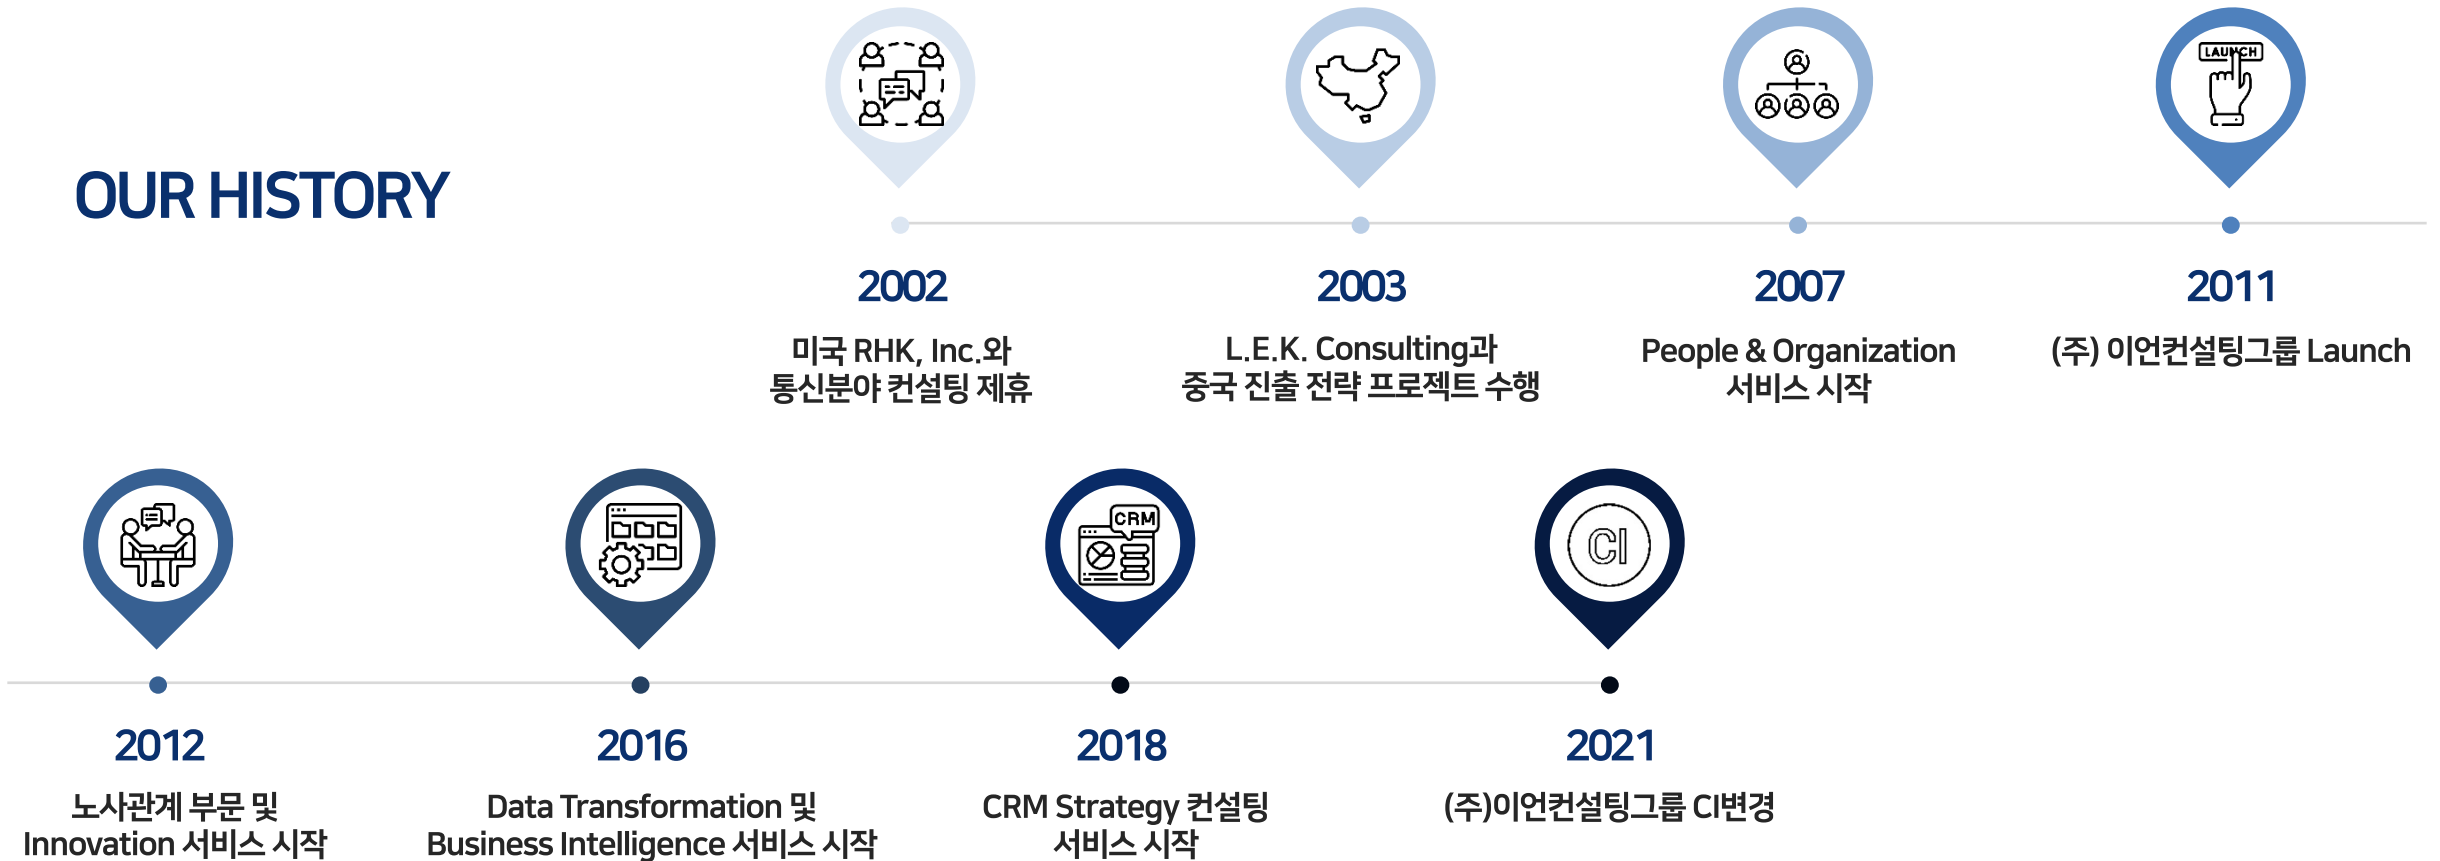 OUR HISTORY
LAUNCH
2002
미국 RHK, Inc.와
통신분야 컨설팅 제휴
2003
L.E.K. Consulting과
중국 진출 전략 프로젝트 수행
2007
People & Organization
서비스 시작
2011
(주) 이언컨설팅그룹 Launch
2012
노사관계 부문 및
Innovation 서비스 시작
2016
Data Transformation 및
Business Intelligence 서비스 시작
CRM
2018
CRM Strategy 컨설팅
서비스 시작
CI
2021
(주)이언컨설팅그룹 CI변경